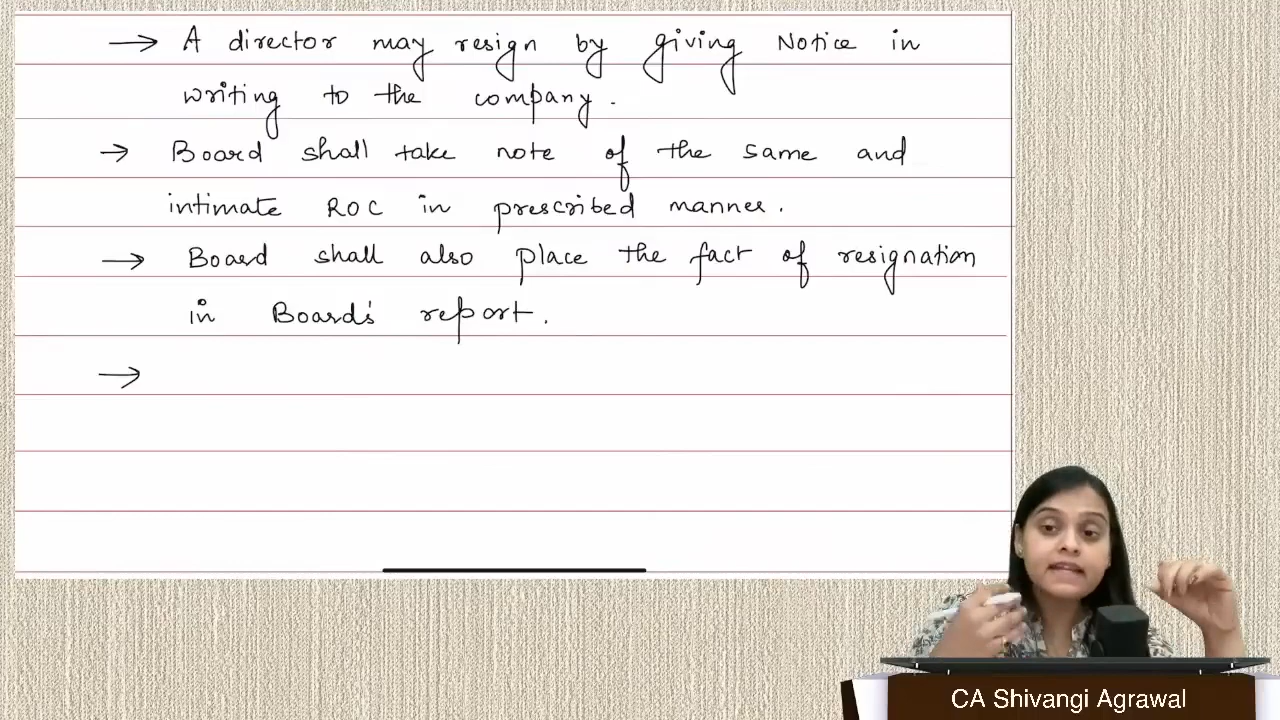 → A director may resign by giving Notice in
writing to the company.
→ Board shall take note of the same and
intimate ROC in prescribed manner.
→ Board shall also place the fact of resignation
in Board's report.
→
CA Shivangi Agrawal